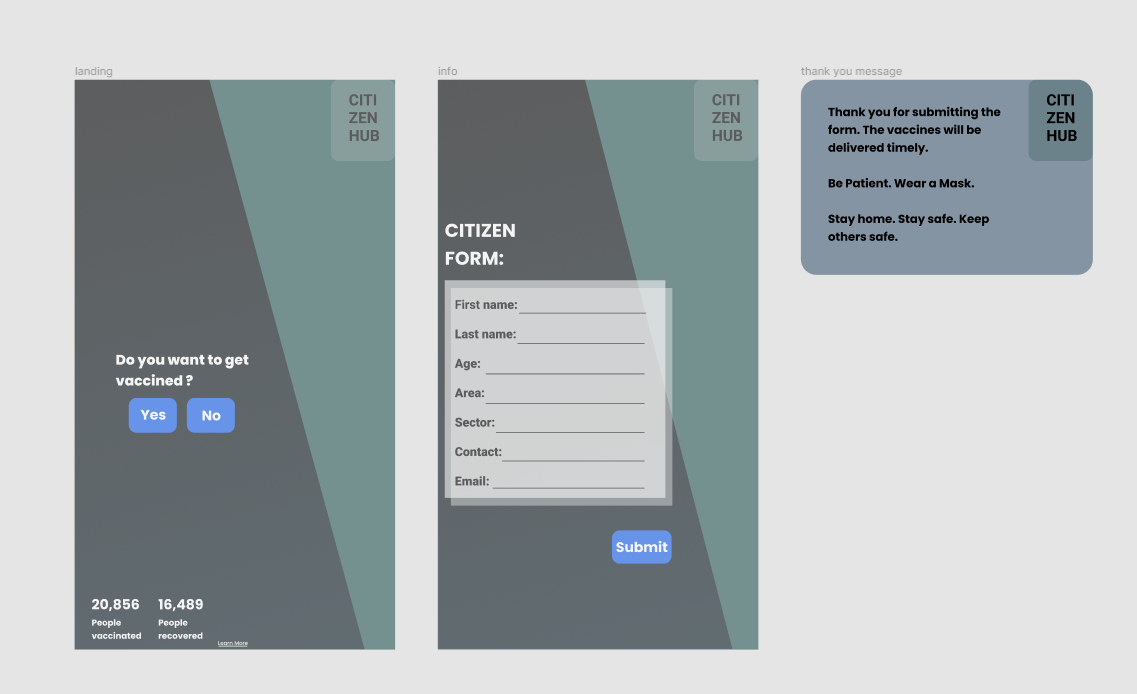 landing
CITI
ZEN
HUB
Do you want to get
vaccined ?
Yes
No
20,856
People
vaccinated
16,489
People
recovered
Learn More
info
CITI
ZEN
HUB
CITIZEN
FORM:
First name:
Last name:
Age:
Area:
Sector:
Contact:
Email:
Submit
thank you message
Thank you for submitting the
form. The vaccines will be
delivered timely.
Be Patient. Wear a Mask.
Stay home. Stay safe. Keep
others safe.
CITI
ZEN
HUB